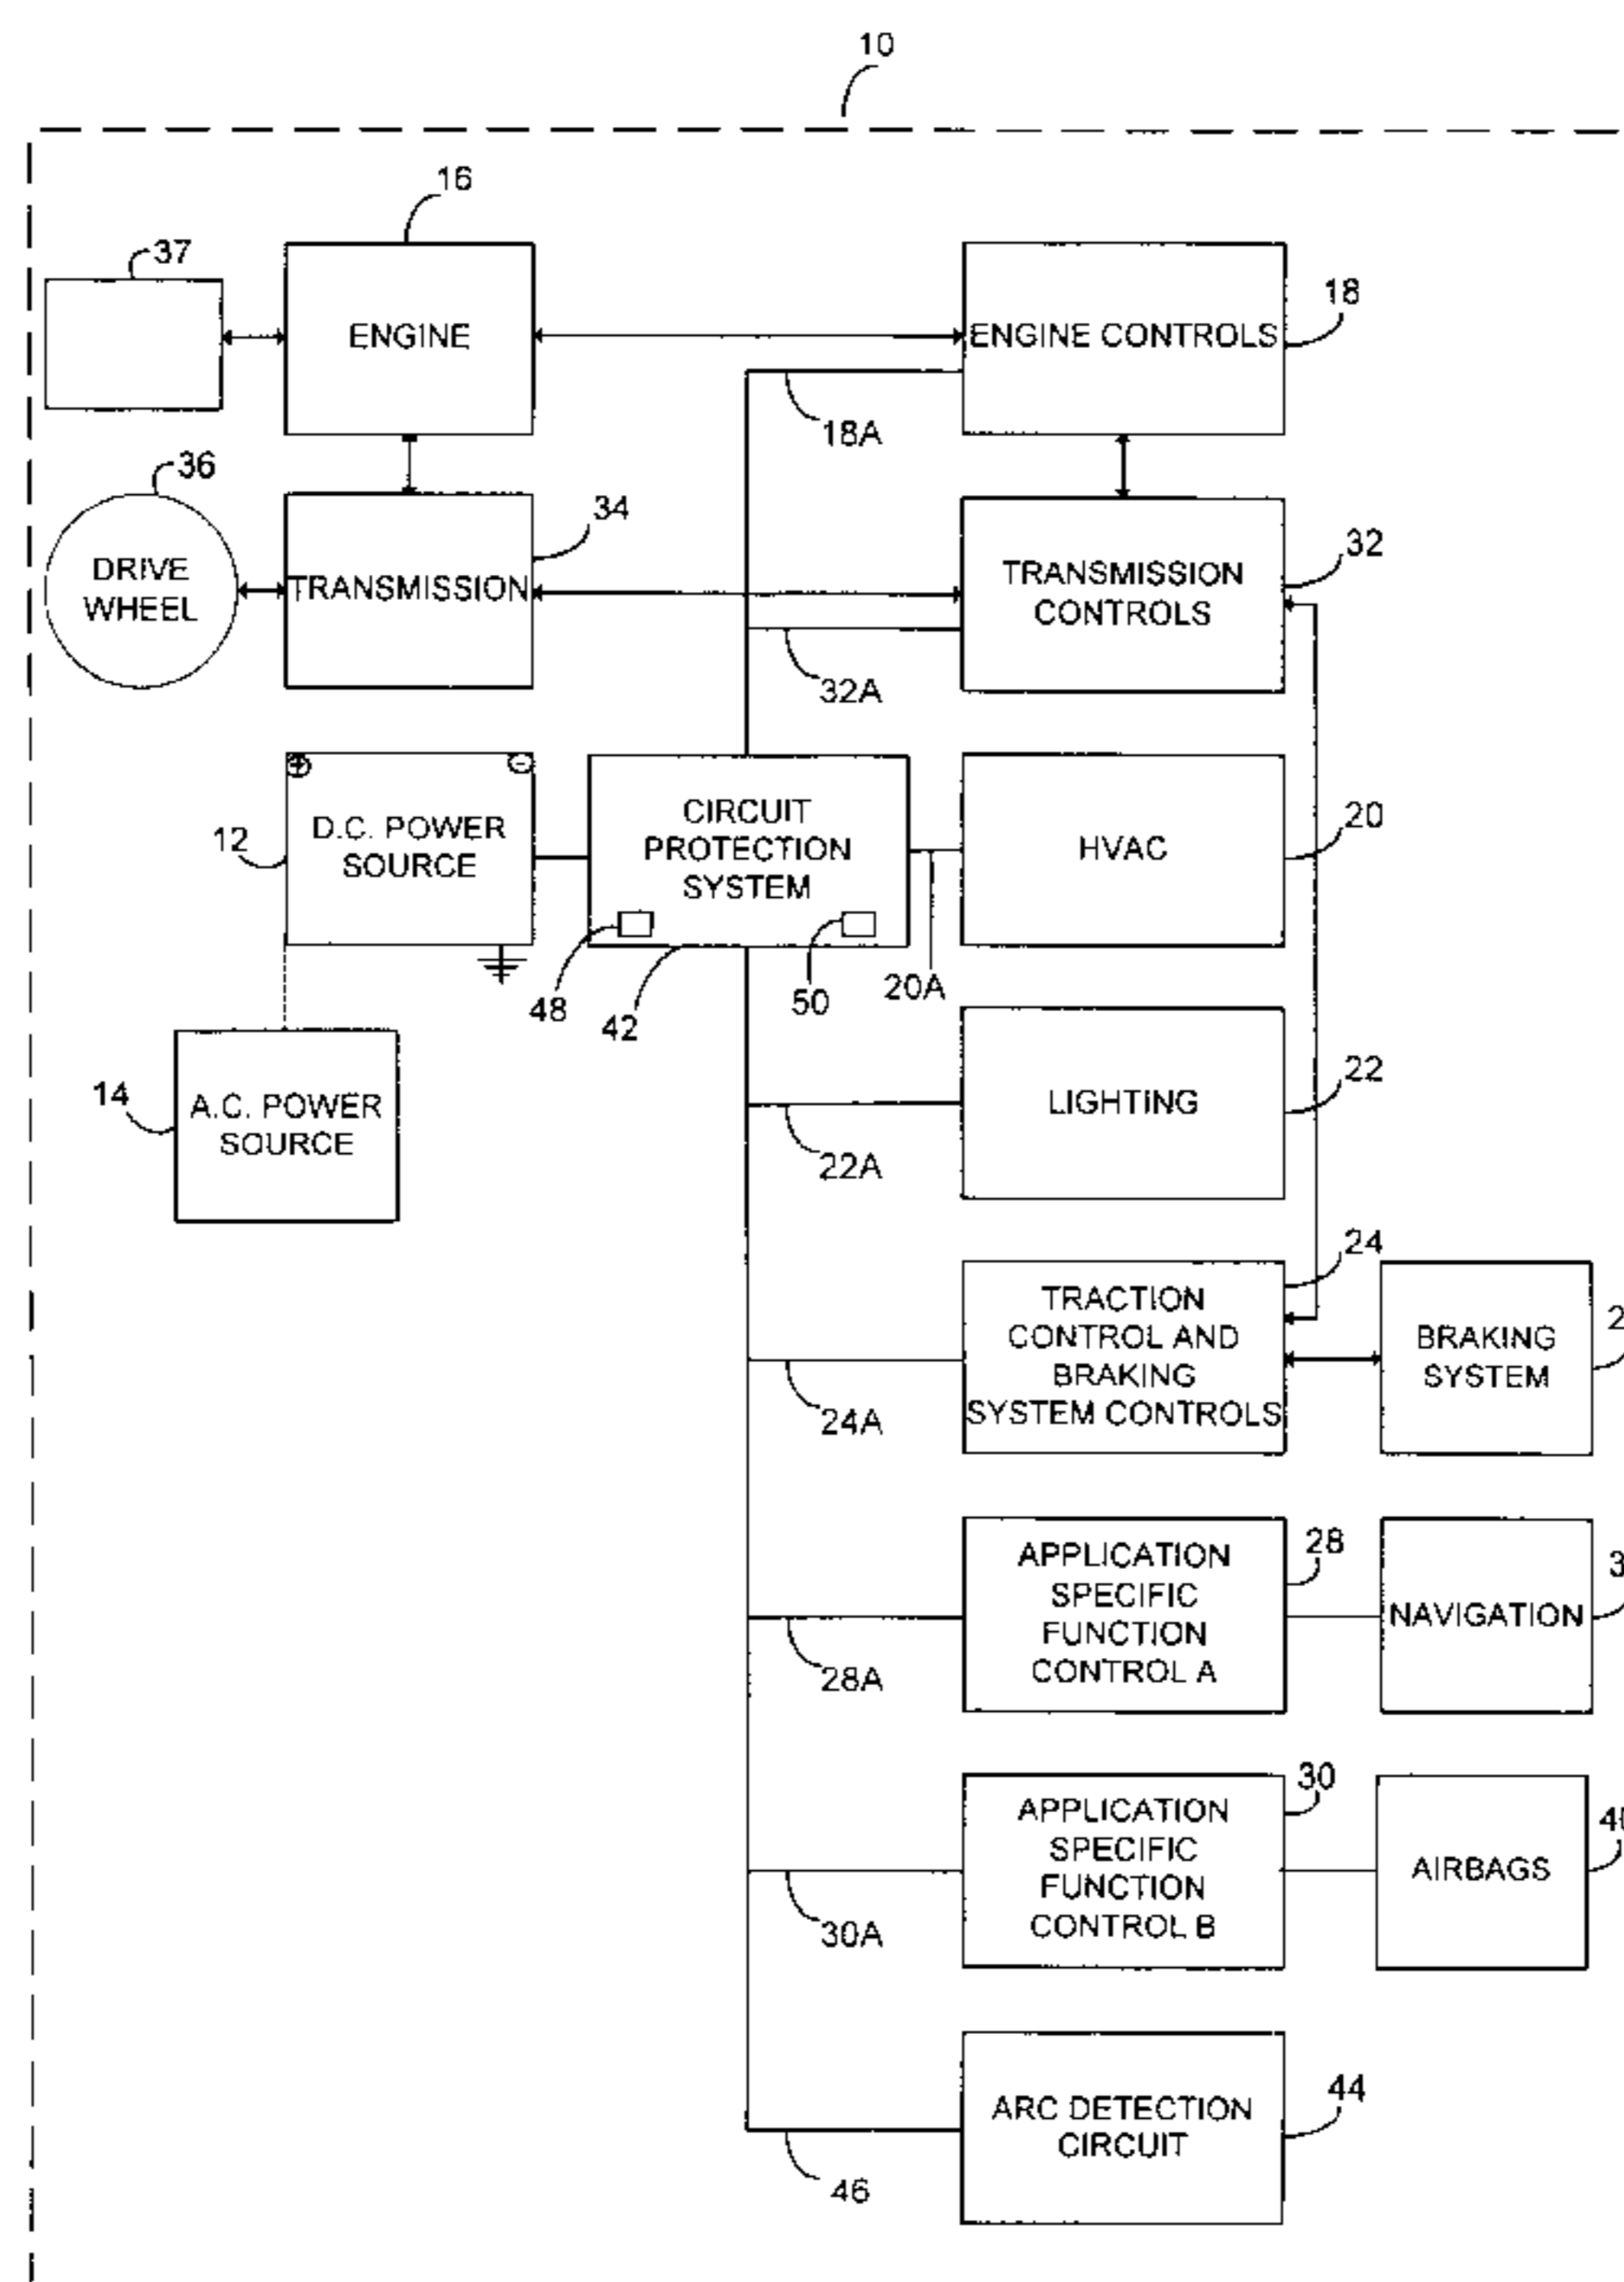 10
16
37
ENGINE
ENGINE CONTROLS
18
18A
36
34
DRIVE
WHEEL
TRANSMISSION
TRANSMISSION
CONTROLS
32
32A
+
-
12
D.C. POWER
SOURCE
CIRCUIT
PROTECTION
SYSTEM
HVAC
20
48
42
50
20A
14
A.C. POWER
SOURCE
LIGHTING
22
22A
24
TRACTION
CONTROL AND
BRAKING
SYSTEM CONTROLS
BRAKING
SYSTEM
24A
APPLICATION
SPECIFIC
FUNCTION
CONTROL A
28
NAVIGATION
28A
APPLICATION
SPECIFIC
FUNCTION
CONTROL B
30
AIRBAGS
30A
ARC DETECTION
CIRCUIT
44
46